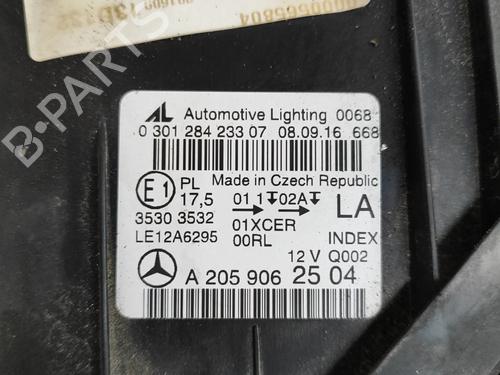 AL Automotive Lighting 0068
0 301 284 233 07 08.09.16 668
E1 PL 17,5 Made in Czech Republic
01 1 02A LA
3530 3532 01XCER
LE12A6295 00RL INDEX
12 V Q002
A 205 906 25 04
B-PARTS